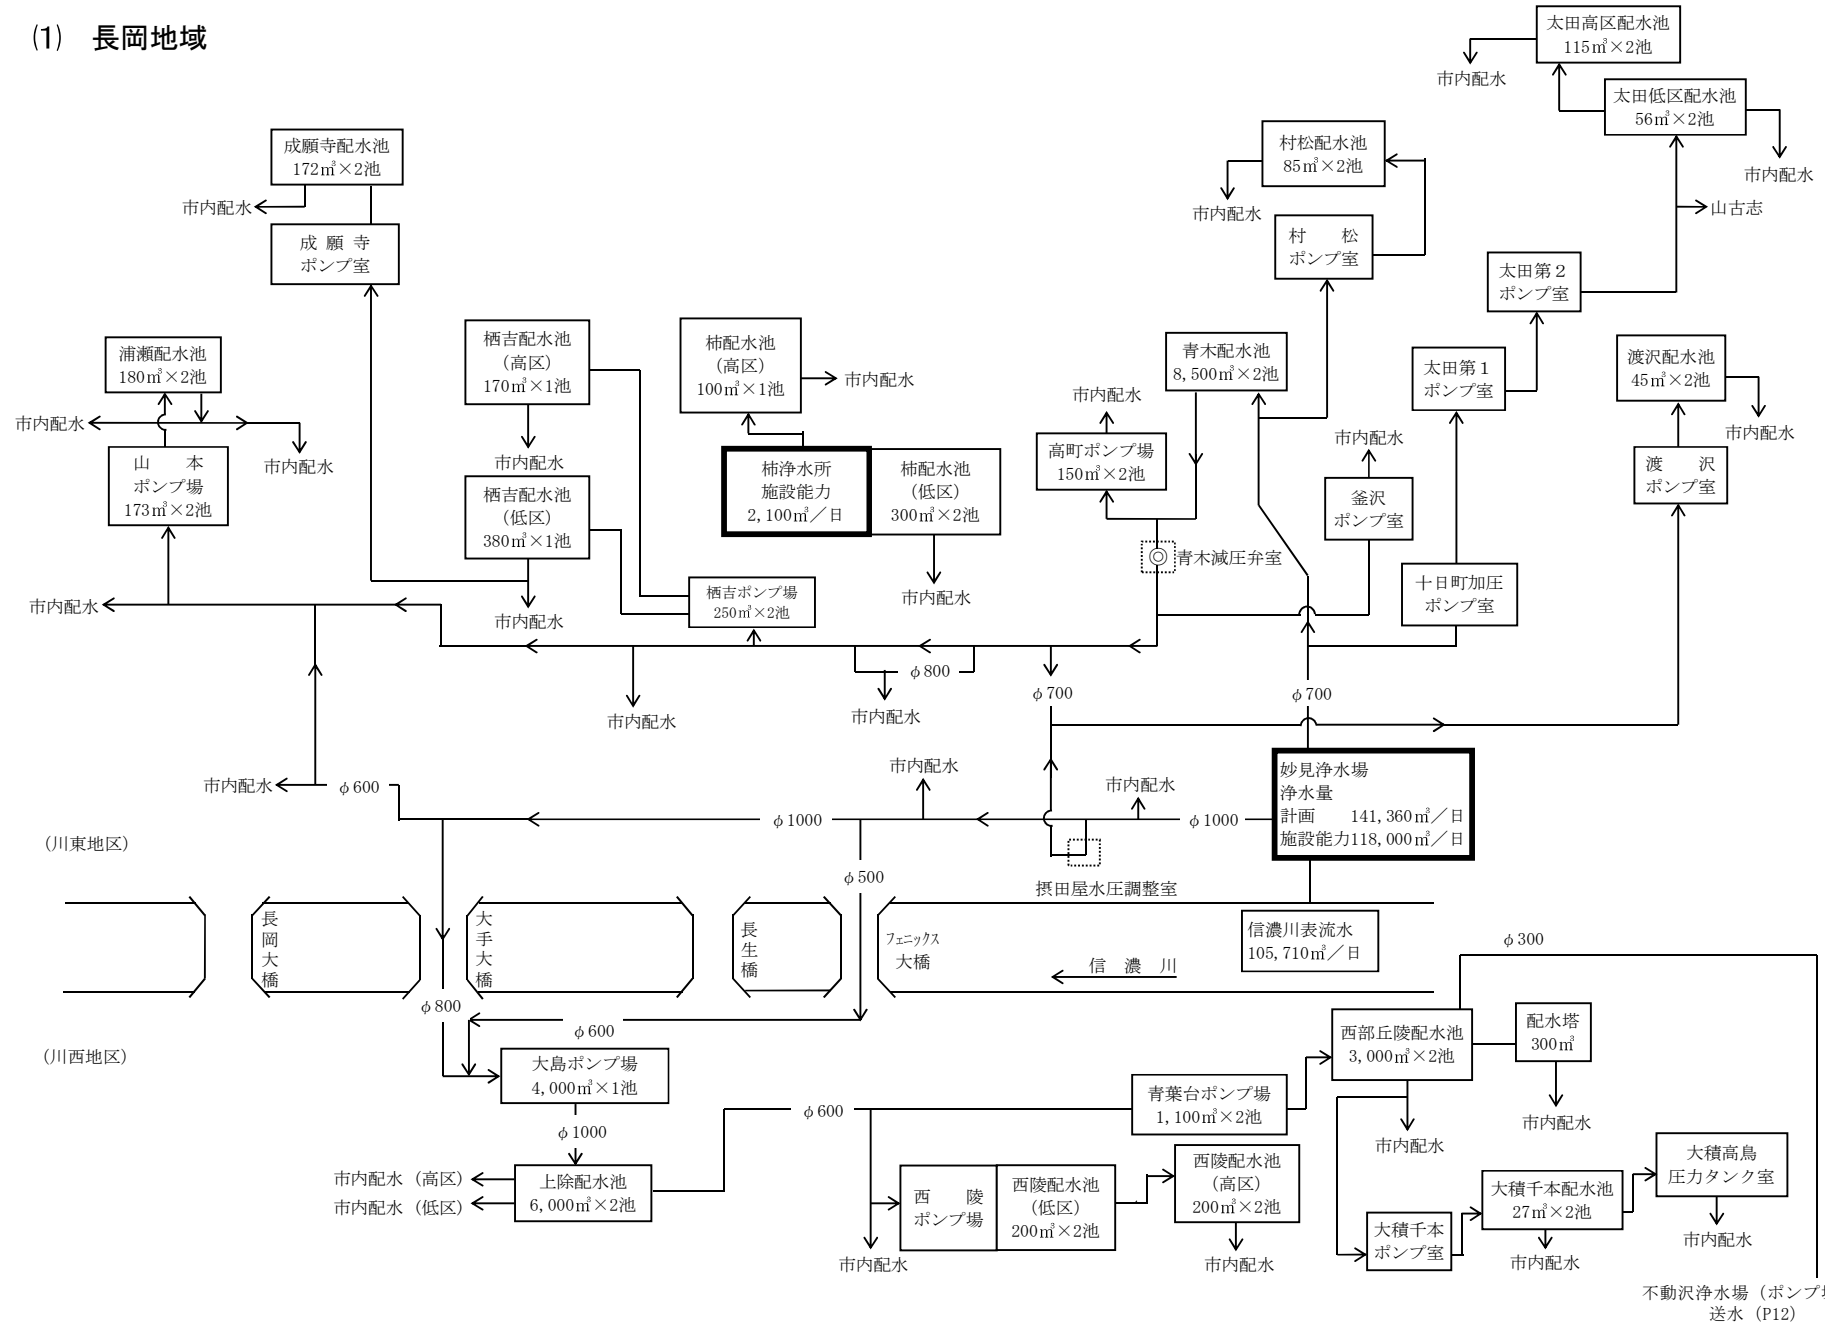 ⑴　長岡地域
太田高区配水池
115㎥×2池
市内配水
太田低区配水池
56㎥×2池
市内配水
山古志
成願寺配水池
172㎥×2池
市内配水
成 願 寺
ポンプ室
村松配水池
85㎥×2池
市内配水
村　　松
ポンプ室
太田第２
ポンプ室
太田第１
ポンプ室
浦瀬配水池
180㎥×2池
市内配水
市内配水
山　　本
ポンプ場
173㎥×2池
市内配水
栖吉配水池
（高区）
170㎥×1池
市内配水
栖吉配水池
（低区）
380㎥×1池
市内配水
柿配水池
（高区）
100㎥×1池
市内配水
柿浄水所
施設能力
2,100㎥／日
柿配水池
（低区）
300㎥×2池
市内配水
栖吉ポンプ場
250㎥×2池
青木配水池
8,500㎥×2池
市内配水
高町ポンプ場
150㎥×2池
青木減圧弁室
市内配水
釜沢
ポンプ室
十日町加圧
ポンプ室
渡沢配水池
45㎥×2池
市内配水
渡　　沢
ポンプ室
φ800
φ700
φ700
市内配水
市内配水
市内配水
φ600
市内配水
市内配水
φ1000
φ1000
妙見浄水場
浄水量
計画　　141,360㎥／日
施設能力118,000㎥／日
（川東地区）
φ500
摂田屋水圧調整室
長岡大橋
大手大橋
長生橋
フェニックス
大橋
信　濃　川
信濃川表流水
105,710㎥／日
φ300
φ800
φ600
（川西地区）
大島ポンプ場
4,000㎥×1池
φ1000
市内配水（高区）
市内配水（低区）
上除配水池
6,000㎥×2池
φ600
市内配水
西　　陵
ポンプ場
西陵配水池
（低区）
200㎥×2池
西陵配水池
（高区）
200㎥×2池
市内配水
青葉台ポンプ場
1,100㎥×2池
西部丘陵配水池
3,000㎥×2池
市内配水
配水塔
300㎥
市内配水
大積千本
ポンプ室
大積千本配水池
27㎥×2池
市内配水
大積高鳥
圧力タンク室
市内配水
不動沢浄水場（ポンプ場
送水（P12）